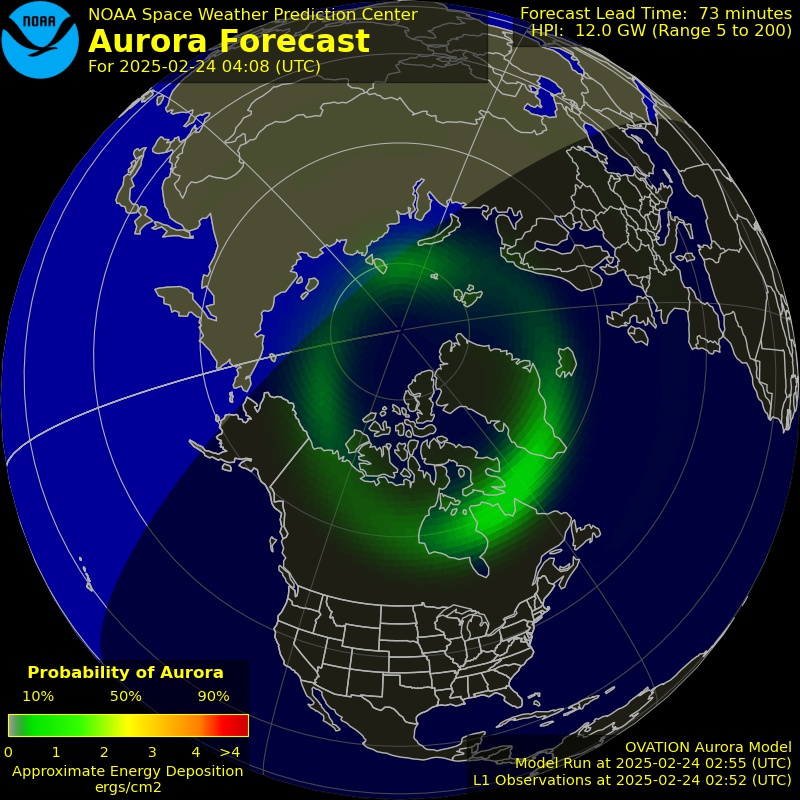 NOAA
NOAA Space Weather Prediction Center
Aurora Forecast
For 2025-02-24 04:08 (UTC)
Forecast Lead Time: 73 minutes
HPI: 12.0 GW (Range 5 to 200)
Probability of Aurora
10% 50% 90%
0 1 2 3 4 >4
Approximate Energy Deposition
ergs/cm2
OVATION Aurora Model
Model Run at 2025-02-24 02:55 (UTC)
L1 Observations at 2025-02-24 02:52 (UTC)